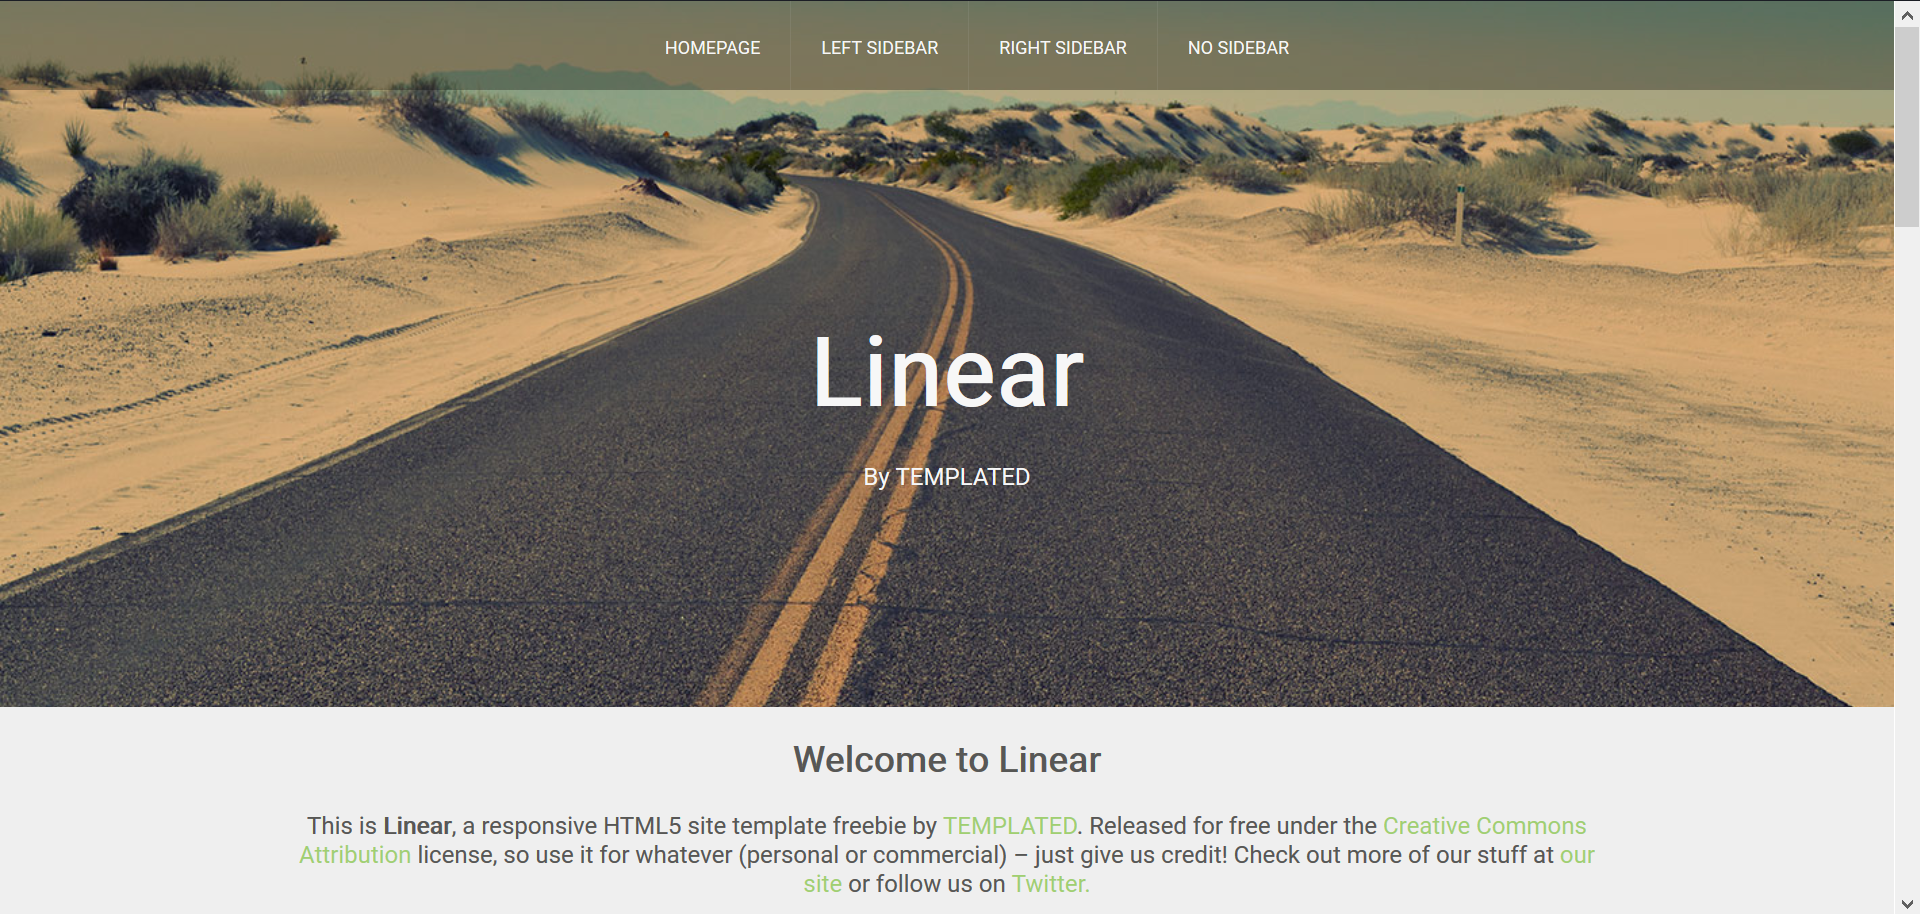 HOMEPAGE LEFT SIDEBAR RIGHT SIDEBAR NO SIDEBAR
Linear
By TEMPLATED
Welcome to Linear
This is Linear, a responsive HTML5 site template freebie by TEMPLATED. Released for free under the Creative Commons
Attribution license, so use it for whatever (personal or commercial) – just give us credit! Check out more of our stuff at our
site or follow us on Twitter.